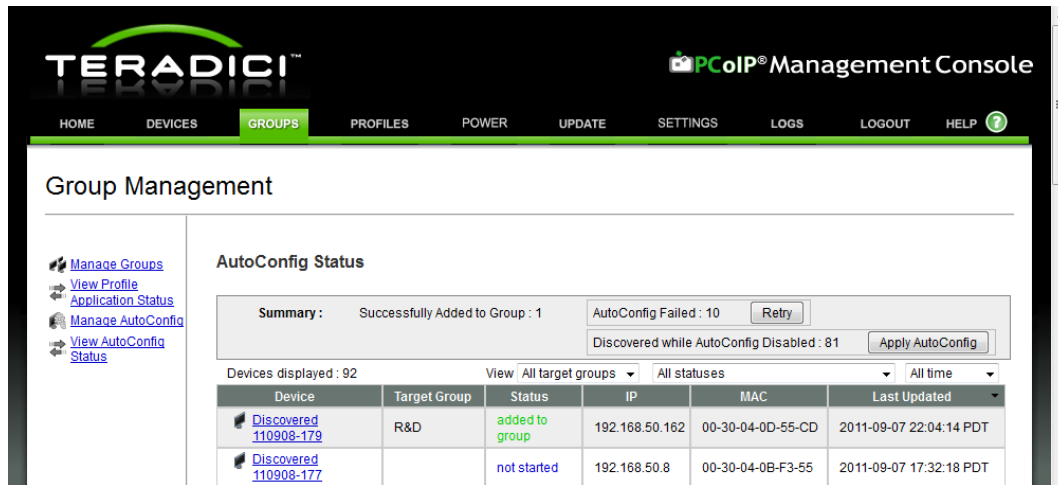 TERADICI™
PCoIP® Management Console
HOME DEVICES GROUPS PROFILES POWER UPDATE SETTINGS LOGS LOGOUT HELP ?
Group Management
Manage Groups
View Profile
Application Status
Manage AutoConfig
View AutoConfig
Status
AutoConfig Status
Summary : Successfully Added to Group : 1 AutoConfig Failed : 10 Retry
Discovered while AutoConfig Disabled : 81 Apply AutoConfig
Devices displayed : 92 View All target groups All statuses All time
Device Target Group Status IP MAC Last Updated
Discovered
110908-179 R&D added to
group 192.168.50.162 00-30-04-0D-55-CD 2011-09-07 22:04:14 PDT
Discovered
110908-177 not started 192.168.50.8 00-30-04-0B-F3-55 2011-09-07 17:32:18 PDT